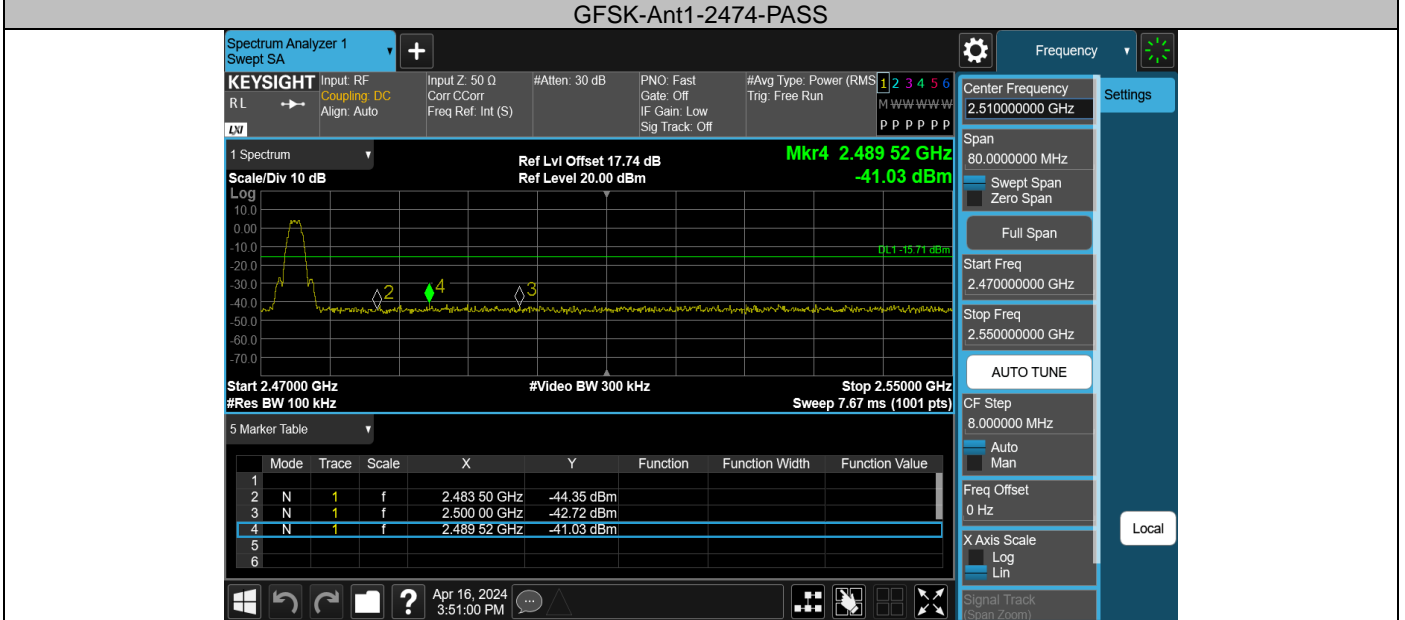 GFSK-Ant1-2474-PASS
Spectrum Analyzer 1
Swept SA
Frequency
KEYSIGHT Input: RF Input Z: 50 Ω #Atten: 30 dB PNO: Fast #Avg Type: Power (RMS 1 2 3 4 5 6
RL Coupling: DC Corr CCorr Gate: Off Trig: Free Run M W W W W W
Align: Auto Freq Ref: Int (S) IF Gain: Low
LXI Sig Track: Off P P P P P P
1 Spectrum Ref Lvl Offset 17.74 dB Mkr4 2.489 52 GHz
Scale/Div 10 dB Ref Level 20.00 dBm -41.03 dBm
Log
10.0
0.00
-10.0 DL1 -15.71 dBm
-20.0
-30.0
-40.0 2 4 3
-50.0
-60.0
-70.0
Start 2.47000 GHz #Video BW 300 kHz Stop 2.55000 GHz
#Res BW 100 kHz Sweep 7.67 ms (1001 pts)
5 Marker Table
Mode Trace Scale X Y Function Function Width Function Value
1
2 N 1 f 2.483 50 GHz -44.35 dBm
3 N 1 f 2.500 00 GHz -42.72 dBm
4 N 1 f 2.489 52 GHz -41.03 dBm
5
6
Apr 16, 2024
3:51:00 PM
Center Frequency
2.510000000 GHz
Settings
Span
80.0000000 MHz
Swept Span
Zero Span
Full Span
Start Freq
2.470000000 GHz
Stop Freq
2.550000000 GHz
AUTO TUNE
CF Step
8.000000 MHz
Auto
Man
Freq Offset
0 Hz
Local
X Axis Scale
Log
Lin
Signal Track
(Span Zoom)